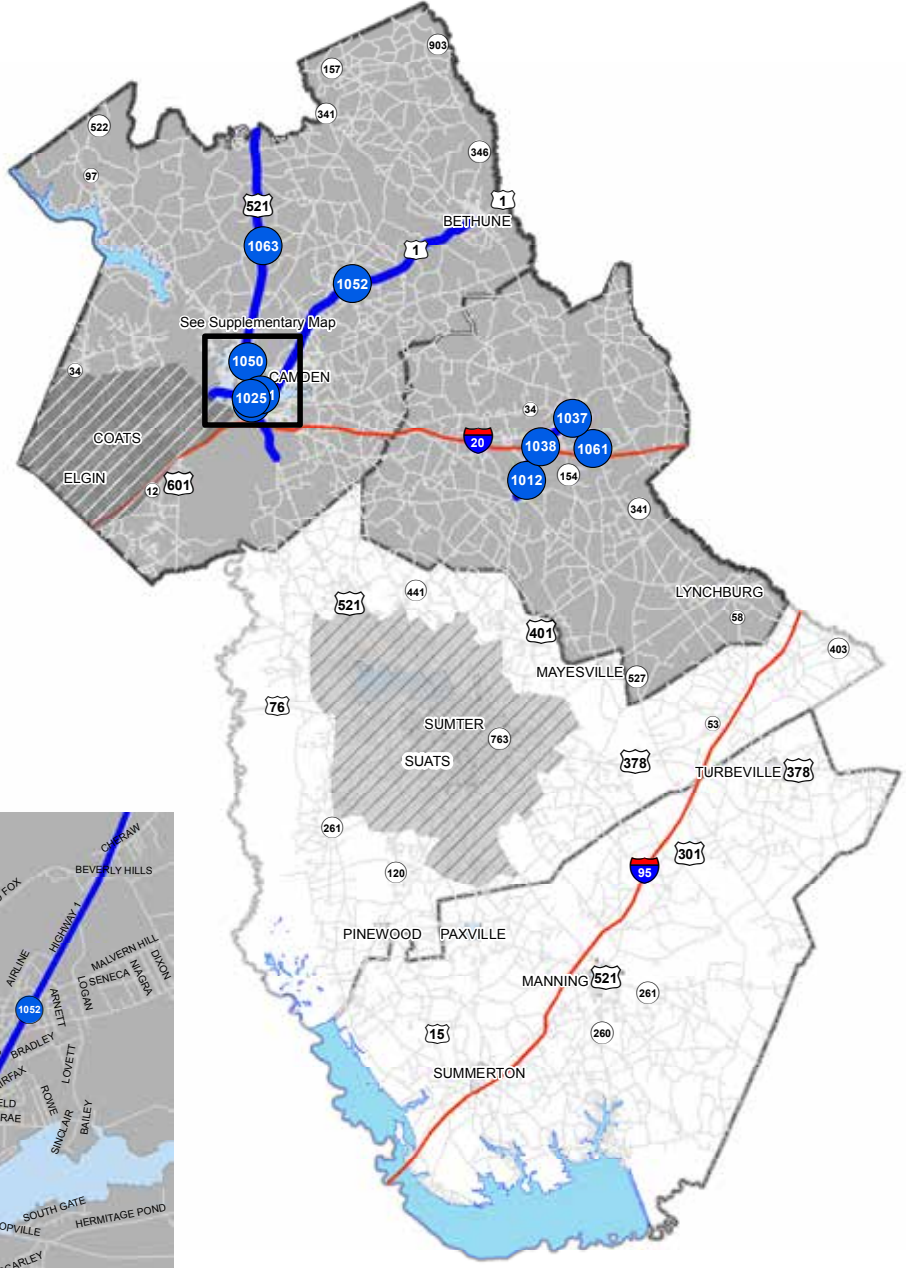 903
157
341
522
346
97
1
521
BETHUNE
1063
1
1052
See Supplementary Map
1050
34
CAMDEN
1025
34
1037
COATS
20
1038
1061
ELGIN
12
601
1012
154
341
521
441
LYNCHBURG
58
401
403
MAYESVILLE
527
76
SUMTER
763
53
SUATS
378
TURBEVILLE
378
261
301
120
95
PINEWOOD
PAXVILLE
MANNING
521
261
15
260
SUMMERTON
CHERAW
BEVERLY HILLS
FOX
HIGHWAY 1
MALVERN HILL
DIXON
AIRLINE
SENECA
NIAGRA
LOGAN
ARNETT
1052
BRADLEY
LOVETT
ROWE
RAE
SINCLAIR
BAILEY
SOUTH GATE
HERMITAGE POND